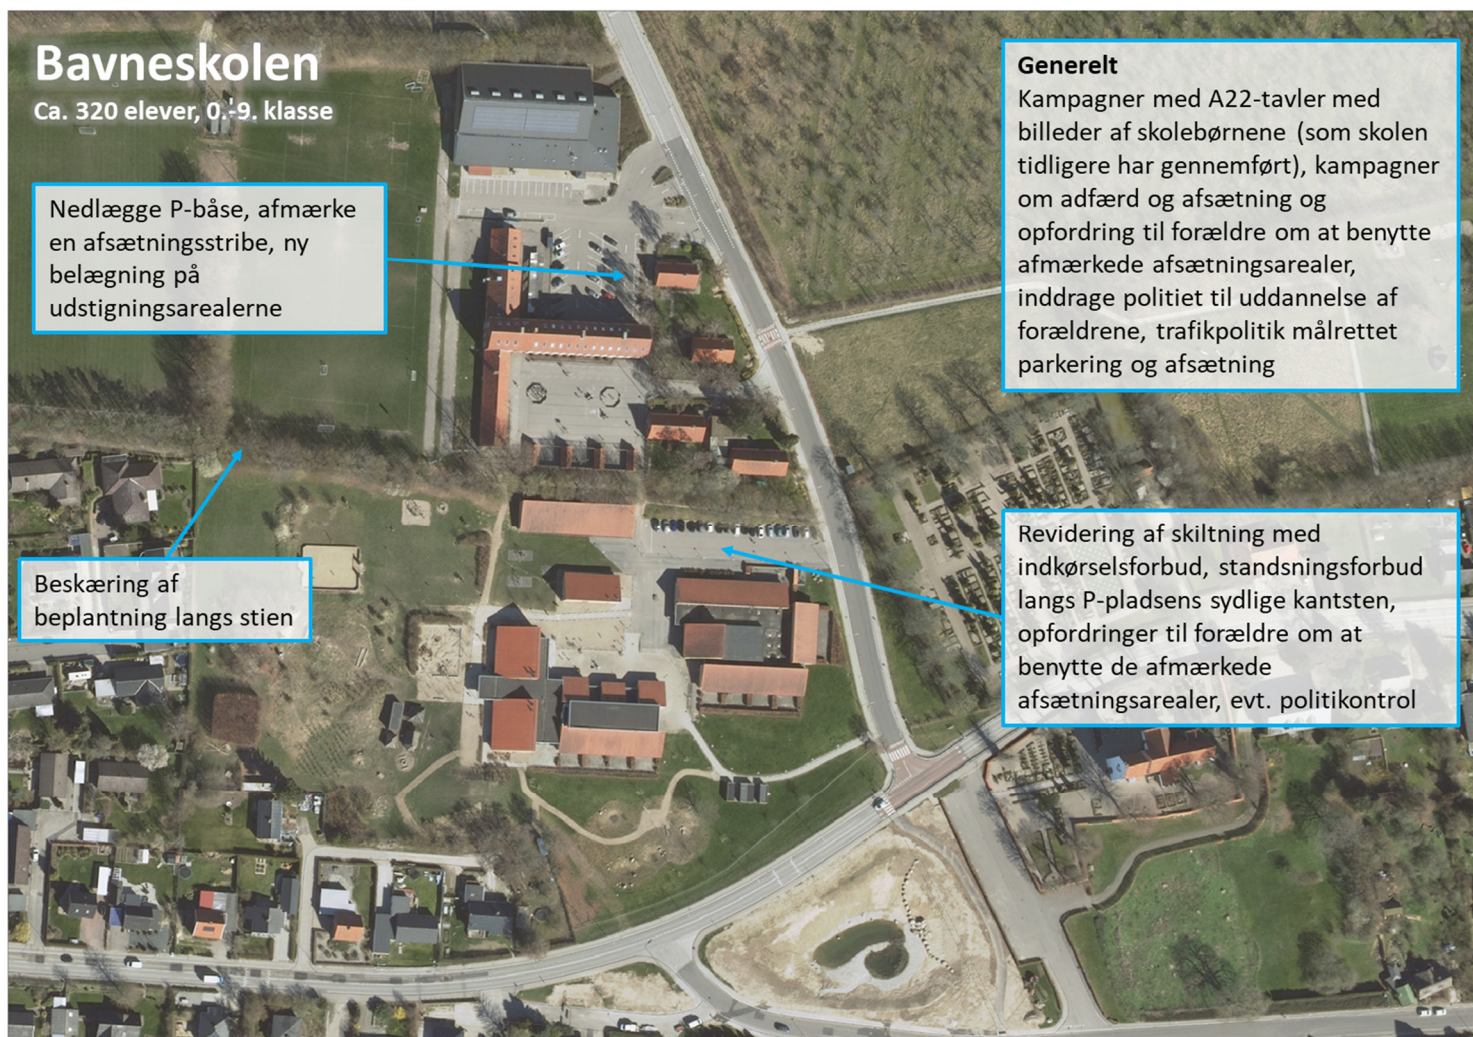 Bavneskolen
Ca. 320 elever, 0.-9. klasse
Nedlægge P-båse, afmærke
en afsætningsstribe, ny
belægning på
udstigningsarealerne
Beskæring af
beplantning langs stien
Generelt
Kampagner med A22-tavler med
billeder af skolebørnene (som skolen
tidligere har gennemført), kampagner
om adfærd og afsætning og
opfordring til forældre om at benytte
afmærkede afsætningsarealer,
inddrage politiet til uddannelse af
forældrene, trafikpolitik målrettet
parkering og afsætning
Revidering af skiltning med
indkørselsforbud, standsningsforbud
langs P-pladsens sydlige kantsten,
opfordringer til forældre om at
benytte de afmærkede
afsætningsarealer, evt. politikontrol